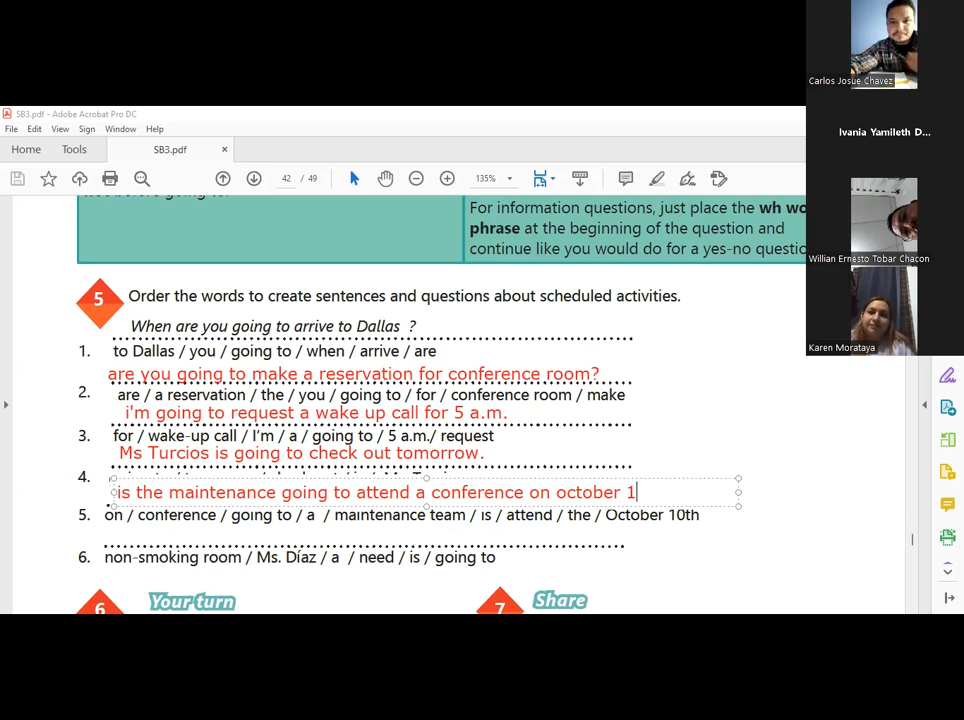 Carlos Josue Chavez
SB3.pdf - Adobe Acrobat Pro DC
File Edit View Sign Window Help
Home Tools SB3.pdf ×
Ivania Yamileth D...
42 / 49 135%
For information questions, just place the wh wo
phrase at the beginning of the question and
continue like you would do for a yes-no questio
Willian Ernesto Tobar Chacon
5 Order the words to create sentences and questions about scheduled activities.
When are you going to arrive to Dallas ?
Karen Morataya
1. to Dallas / you / going to / when / arrive / are
are you going to make a reservation for conference room?
2. are / a reservation / the / you / going to / for / conference room / make
i'm going to request a wake up call for 5 a.m.
3. for / wake-up call / I'm / a / going to / 5 a.m./ request
Ms Turcios is going to check out tomorrow.
4.
is the maintenance going to attend a conference on october 1
5. on / conference / going to / a / maintenance team / is / attend / the / October 10th
6. non-smoking room / Ms. Díaz / a / need / is / going to
6 Your turn 7 Share